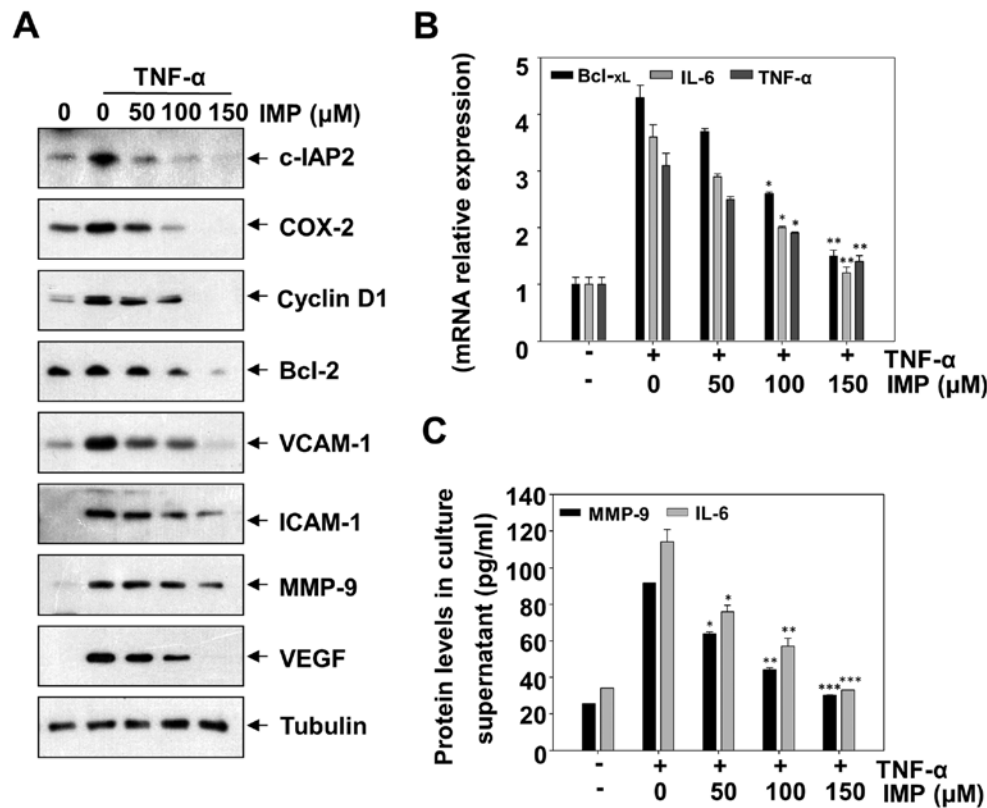 A
TNF-α
0 0 50 100 150 IMP (μM)
c-IAP2
COX-2
Cyclin D1
Bcl-2
VCAM-1
ICAM-1
MMP-9
VEGF
Tubulin
B
(mRNA relative expression)
5
4
3
2
1
0
Bcl-xL IL-6 TNF-α
* * *
** ** **
- + + + + TNF-α
- 0 50 100 150 IMP (μM)
C
Protein levels in culture
supernatant (pg/ml)
140
120
100
80
60
40
20
0
MMP-9 IL-6
* *
** **
*** ***
- + + + + TNF-α
- 0 50 100 150 IMP (μM)